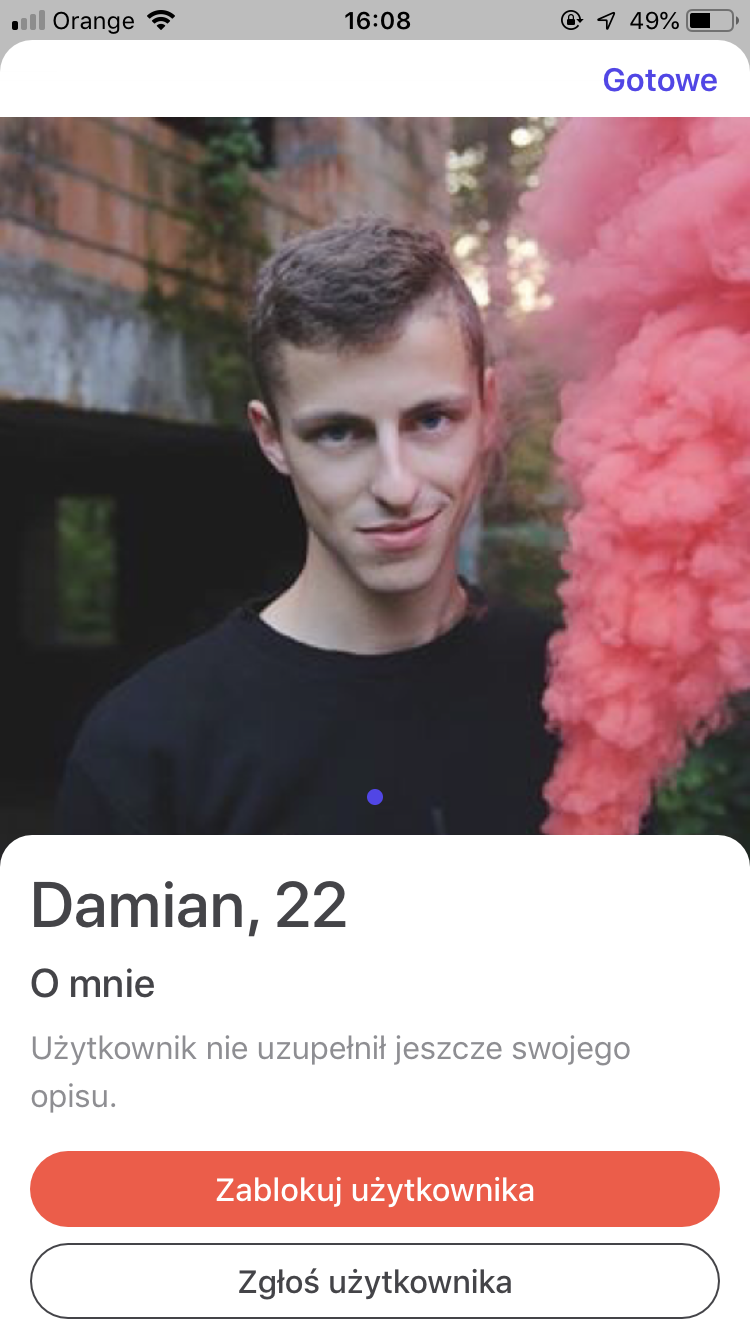 Orange 16:08 49%
Gotowe
Damian, 22
O mnie
Użytkownik nie uzupełnił jeszcze swojego
opisu.
Zablokuj użytkownika
Zgłoś użytkownika